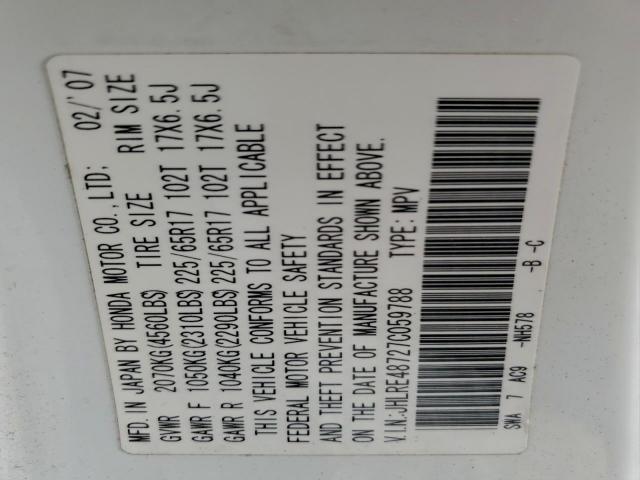 MFD. IN JAPAN BY HONDA MOTOR CO., LTD; 02/'07
GVWR 2070KG(4560LBS) TIRE SIZE RIM SIZE
GAWR F 1050KG(2310LBS) 225/65R17 102T 17X6.5J
GAWR R 1040KG(2290LBS) 225/65R17 102T 17X6.5J
THIS VEHICLE CONFORMS TO ALL APPLICABLE
FEDERAL MOTOR VEHICLE SAFETY
AND THEFT PREVENTION STANDARDS IN EFFECT
ON THE DATE OF MANUFACTURE SHOWN ABOVE.
V.I.N:JHLRE48727C059788 TYPE: MPV
SWA 7 AC9 -NH578 -B -C